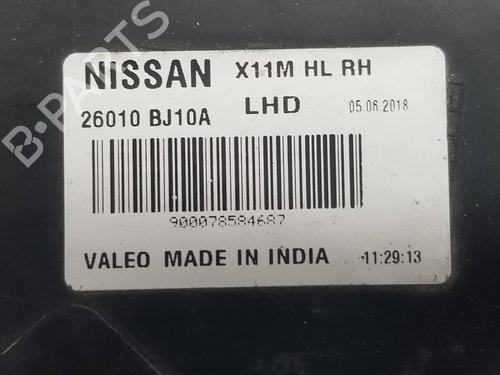 NISSAN X11M HL RH
26010 BJ10A LHD 05.06.2018
900078584687
VALEO MADE IN INDIA 11:29:13
B-PARTS